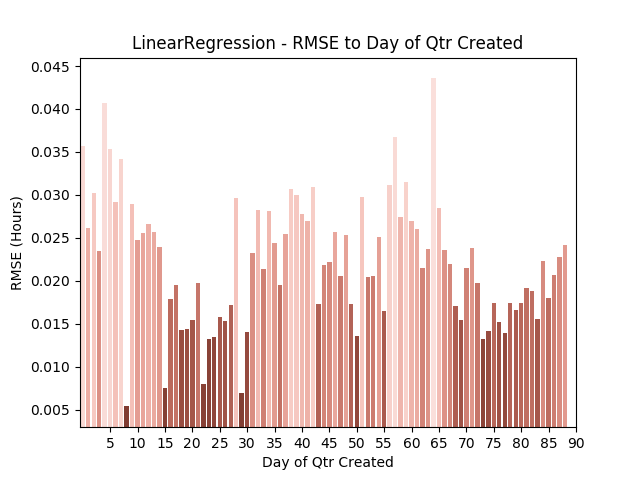 LinearRegression - RMSE to Day of Qtr Created
0.045
0.040
0.035
0.030
0.025
0.020
0.015
0.010
0.005
RMSE (Hours)
5 10 15 20 25 30 35 40 45 50 55 60 65 70 75 80 85 90
Day of Qtr Created